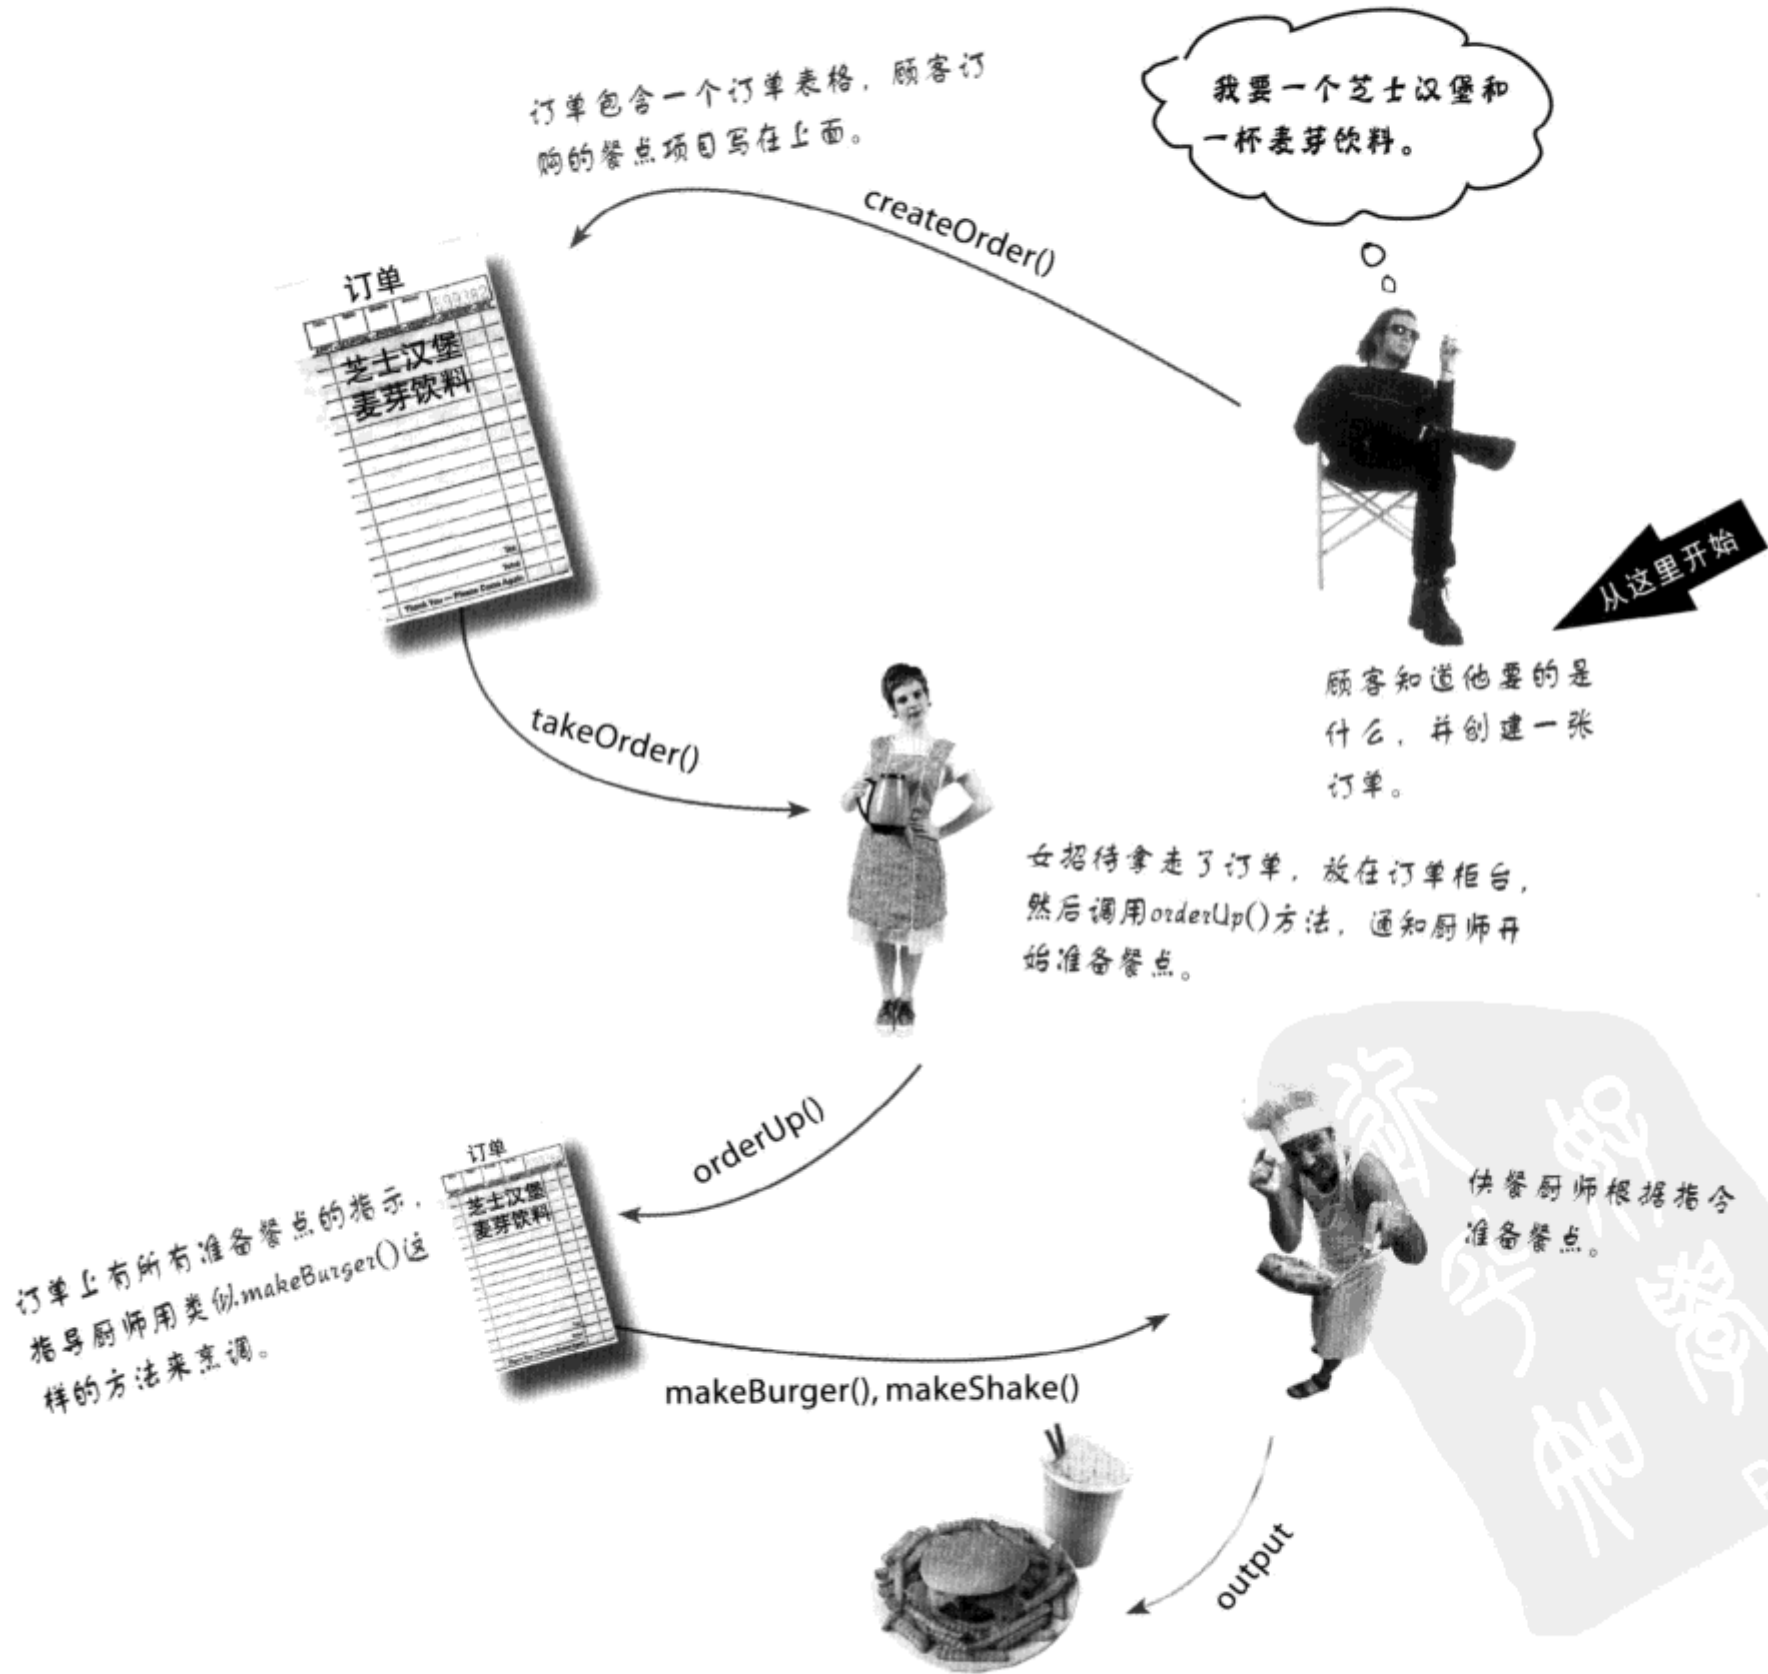 订单包含一个订单表格，顾客订
购的餐点项目写在上面。
我要一个芝士汉堡和
一杯麦芽饮料。
createOrder()
订单
芝士汉堡
麦芽饮料
Thank You — Please Come Again
从这里开始
顾客知道他要的是
什么，并创建一张
订单。
takeOrder()
女招待拿走了订单，放在订单柜台，
然后调用orderUp()方法，通知厨师开
始准备餐点。
orderUp()
订单
芝士汉堡
麦芽饮料
订单上有所有准备餐点的指示，
指导厨师用类似makeBurger()这
样的方法来烹调。
快餐厨师根据指令
准备餐点。
makeBurger(), makeShake()
output